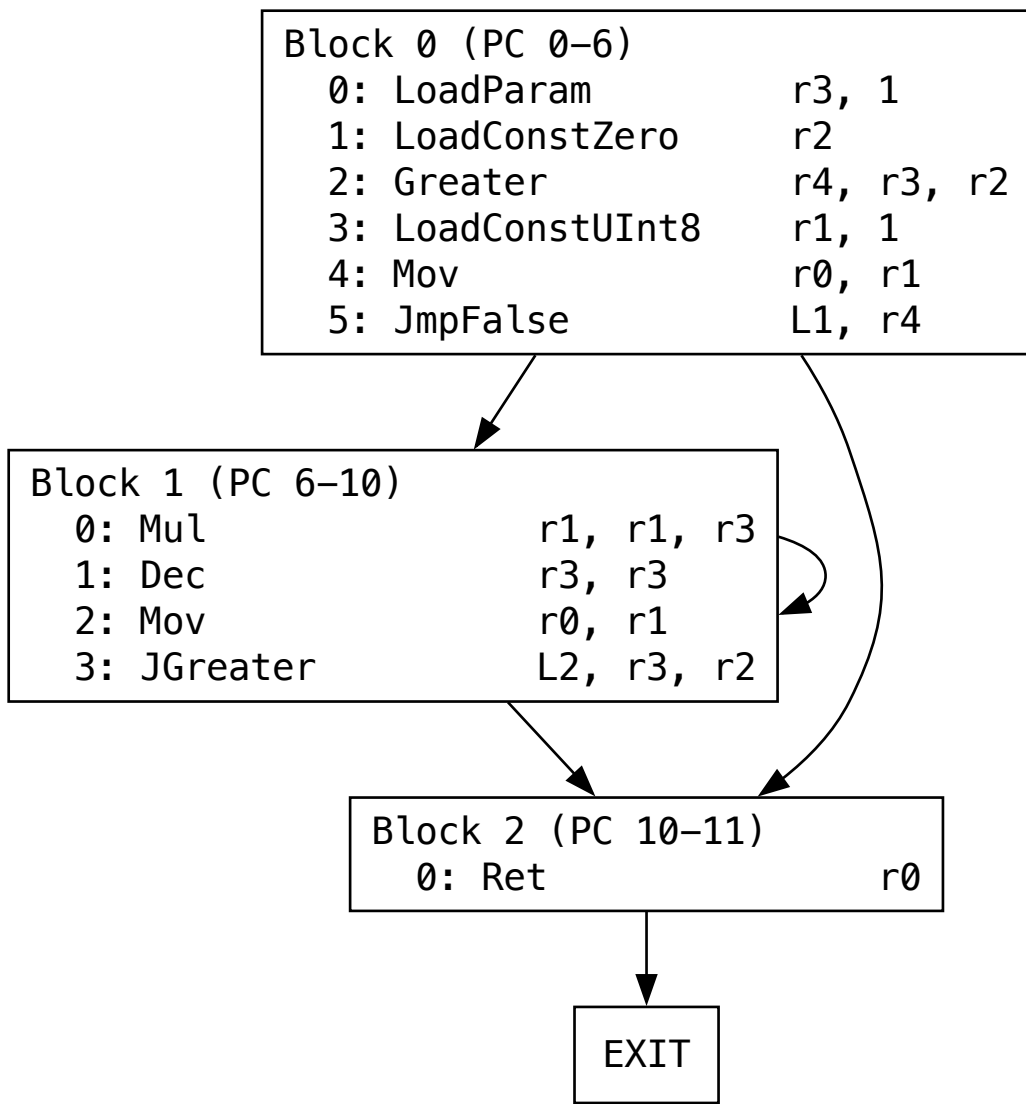 Block 0 (PC 0–6)
0: LoadParam r3, 1
1: LoadConstZero r2
2: Greater r4, r3, r2
3: LoadConstUInt8 r1, 1
4: Mov r0, r1
5: JmpFalse L1, r4
Block 1 (PC 6–10)
0: Mul r1, r1, r3
1: Dec r3, r3
2: Mov r0, r1
3: JGreater L2, r3, r2
Block 2 (PC 10–11)
0: Ret r0
EXIT